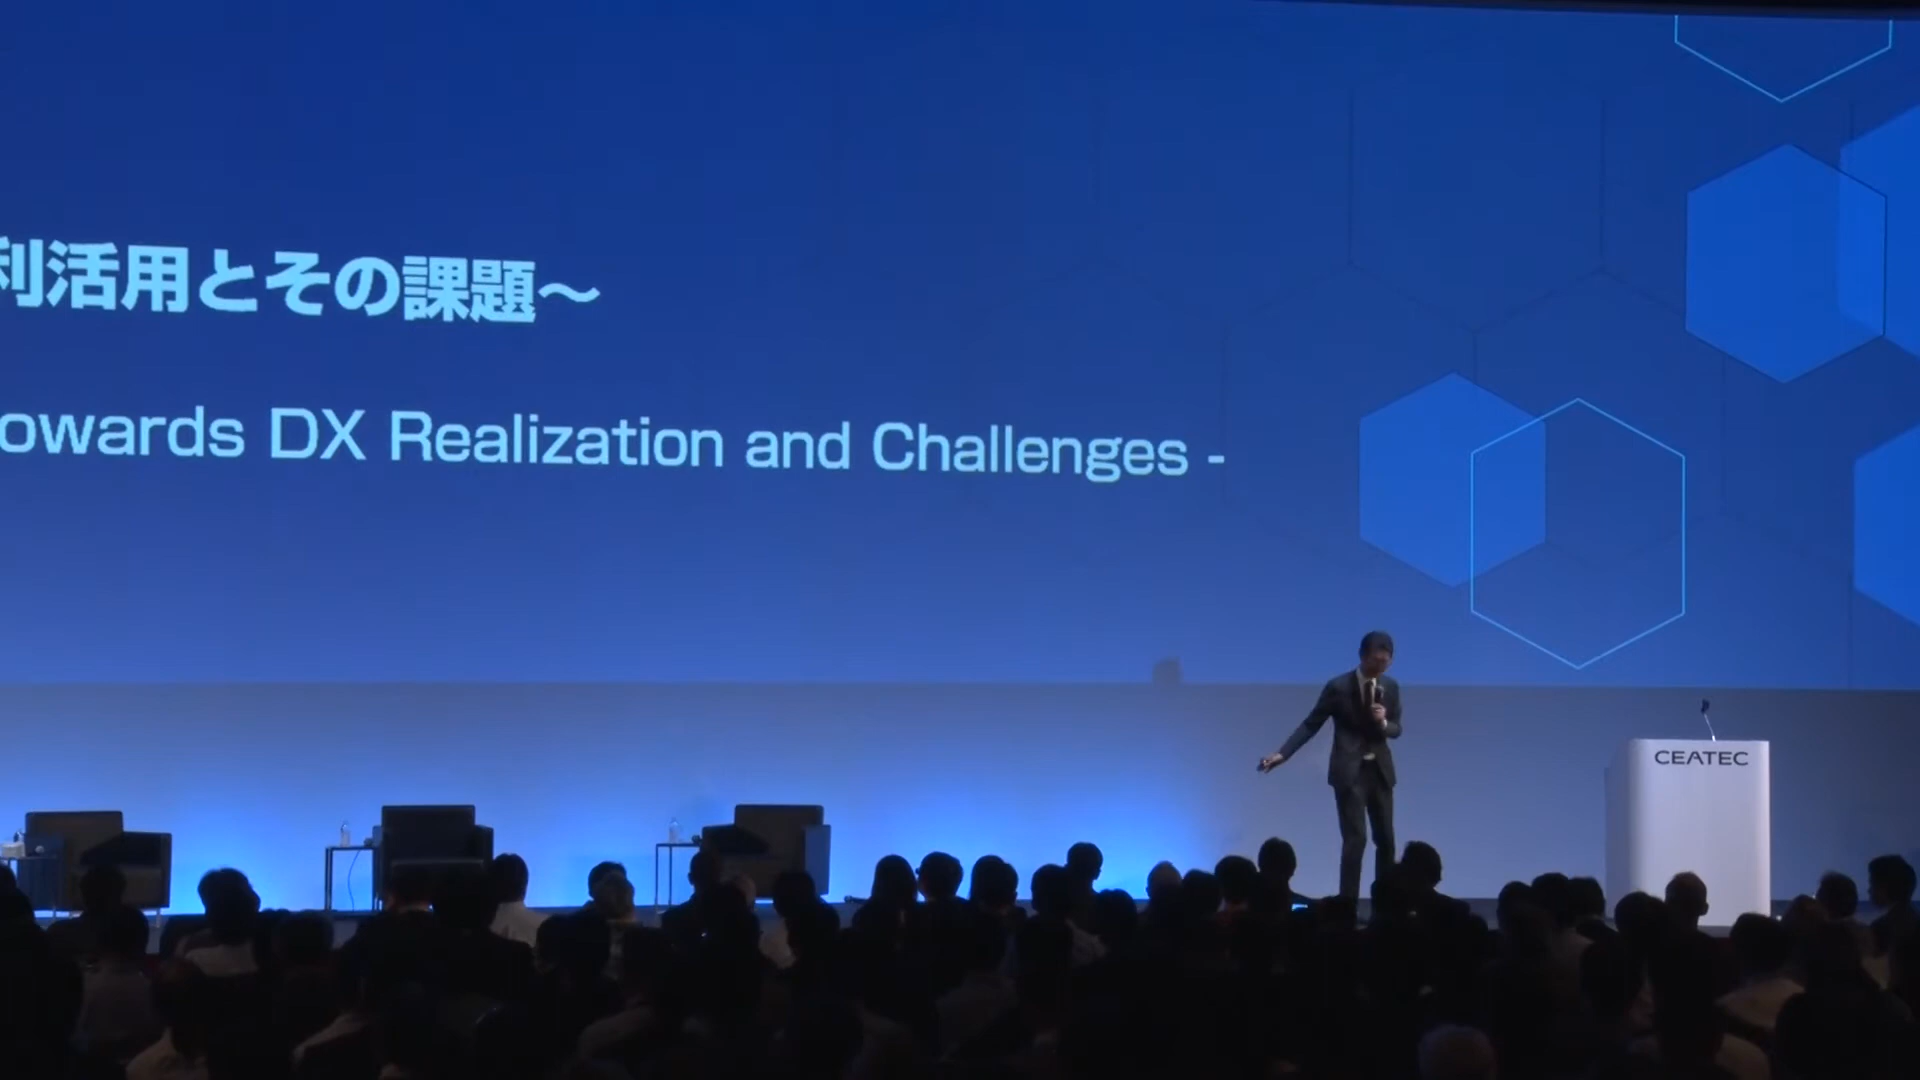 利活用とその課題〜
owards DX Realization and Challenges -
CEATEC